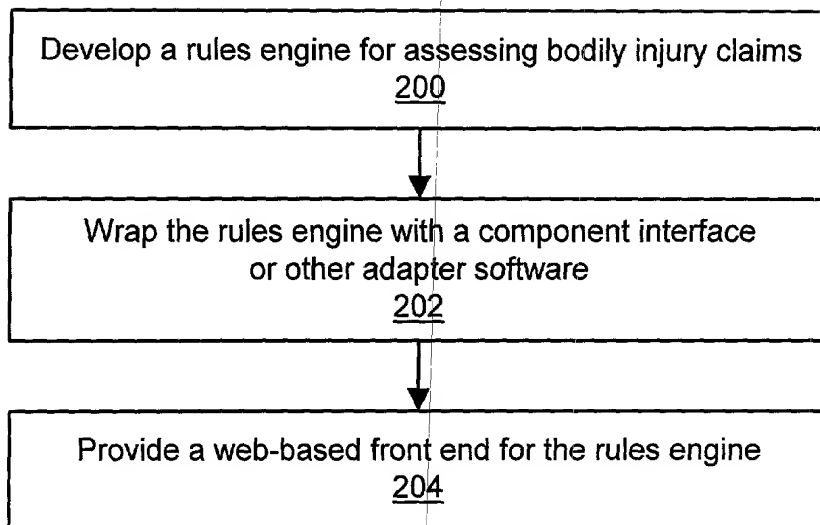 Develop a rules engine for assessing bodily injury claims
200
Wrap the rules engine with a component interface
or other adapter software
202
Provide a web-based front end for the rules engine
204